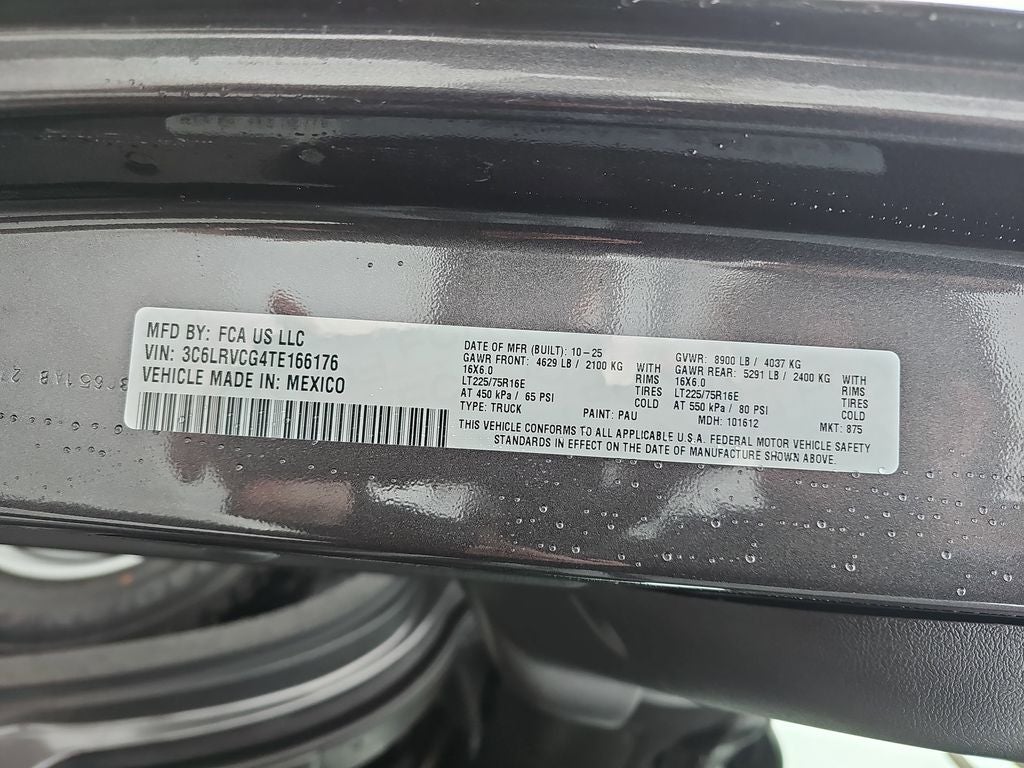 MFD BY: FCA US LLC
VIN: 3C6LRVCG4TE166176
VEHICLE MADE IN: MEXICO
DATE OF MFR (BUILT): 10-25
GAWR FRONT: 4629 LB / 2100 KG WITH
16X6.0 RIMS
LT225/75R16E TIRES
AT 450 kPa / 65 PSI COLD
TYPE: TRUCK PAINT: PAU
GVWR: 8900 LB / 4037 KG
GAWR REAR: 5291 LB / 2400 KG WITH
16X6.0 RIMS
LT225/75R16E TIRES
AT 550 kPa / 80 PSI COLD
MDH: 101612 MKT: 875
THIS VEHICLE CONFORMS TO ALL APPLICABLE U.S.A. FEDERAL MOTOR VEHICLE SAFETY
STANDARDS IN EFFECT ON THE DATE OF MANUFACTURE SHOWN ABOVE.